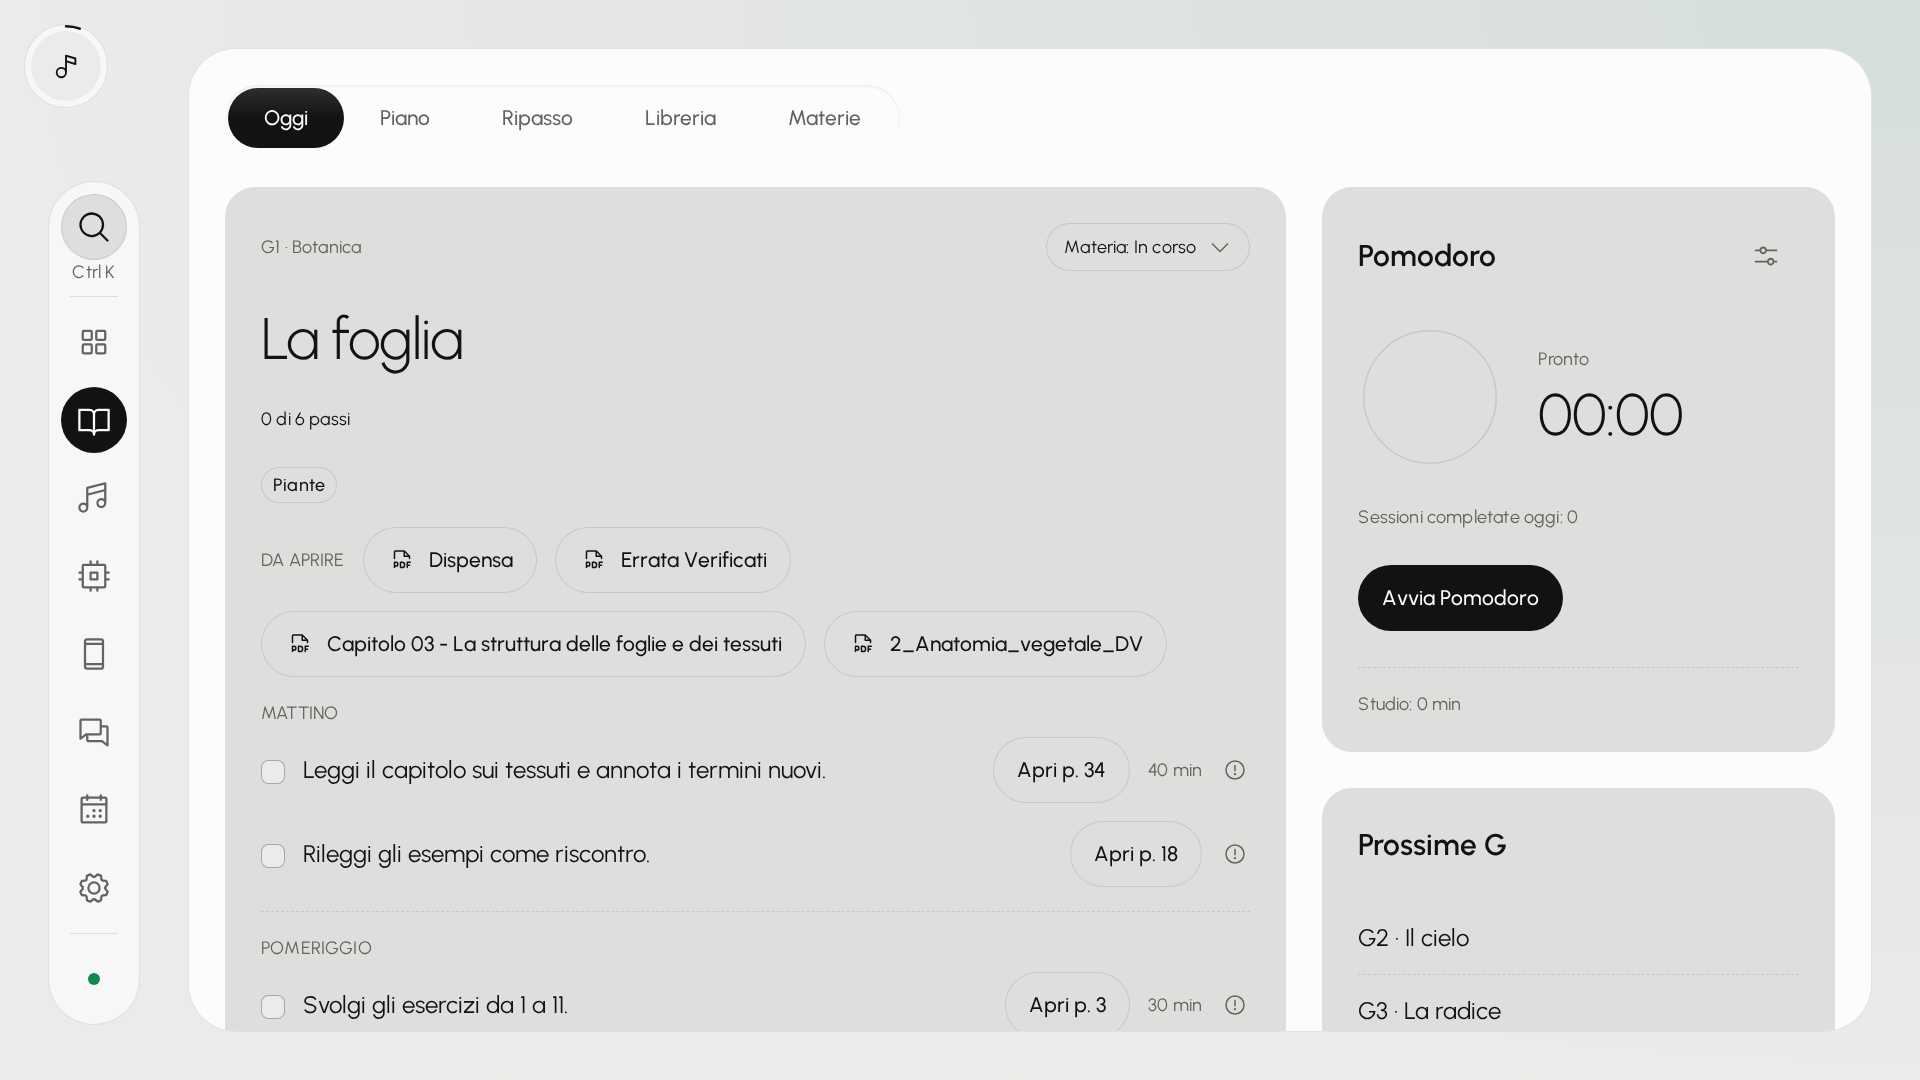 Oggi
Piano
Ripasso
Libreria
Materie
Ctrl K
G1 · Botanica
Materia: In corso
La foglia
0 di 6 passi
Piante
DA APRIRE
PDF Dispensa
PDF Errata Verificati
PDF Capitolo 03 - La struttura delle foglie e dei tessuti
PDF 2_Anatomia_vegetale_DV
MATTINO
Leggi il capitolo sui tessuti e annota i termini nuovi.
Apri p. 34
40 min
Rileggi gli esempi come riscontro.
Apri p. 18
POMERIGGIO
Svolgi gli esercizi da 1 a 11.
Apri p. 3
30 min
Pomodoro
Pronto
00:00
Sessioni completate oggi: 0
Avvia Pomodoro
Studio: 0 min
Prossime G
G2 · Il cielo
G3 · La radice